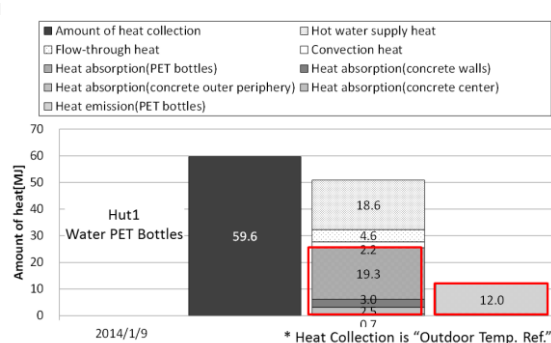 Amount of heat collection
Hot water supply heat
Flow-through heat
Convection heat
Heat absorption(PET bottles)
Heat absorption(concrete walls)
Heat absorption(concrete outer periphery)
Heat absorption(concrete center)
Heat emission(PET bottles)
Amount of heat[MJ]
70
60
50
40
30
20
10
0
Hut1
Water PET Bottles
59.6
18.6
4.6
2.2
19.3
3.0
2.5
0.7
12.0
2014/1/9
* Heat Collection is "Outdoor Temp. Ref."